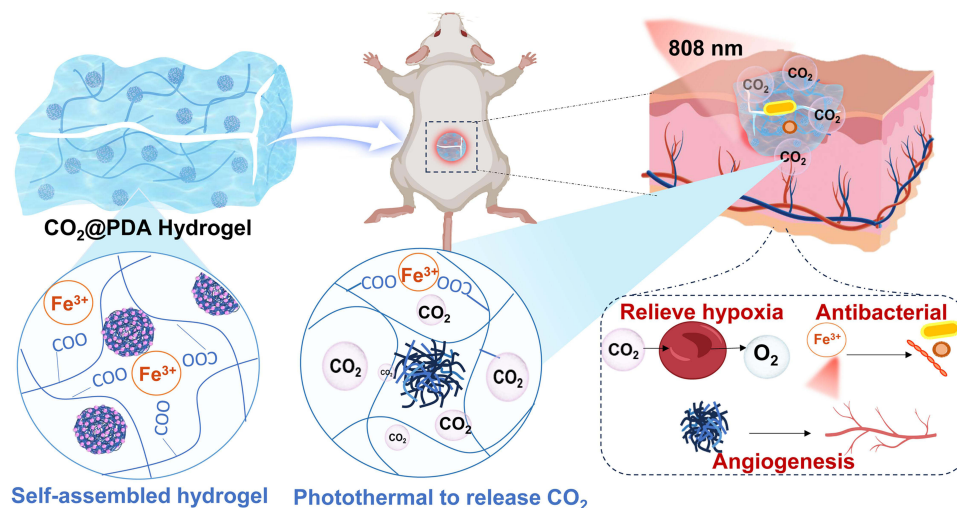 808 nm
CO₂
CO₂
CO₂
CO₂
CO₂@PDA Hydrogel
Fe³⁺
COO
COO
COO
Fe³⁺
COO
Self-assembled hydrogel
COO
Fe³⁺
COO
CO₂
CO₂
CO₂
CO₂
CO₂
CO₂
Photothermal to release CO₂
Relieve hypoxia
CO₂
O₂
Antibacterial
Fe³⁺
Angiogenesis